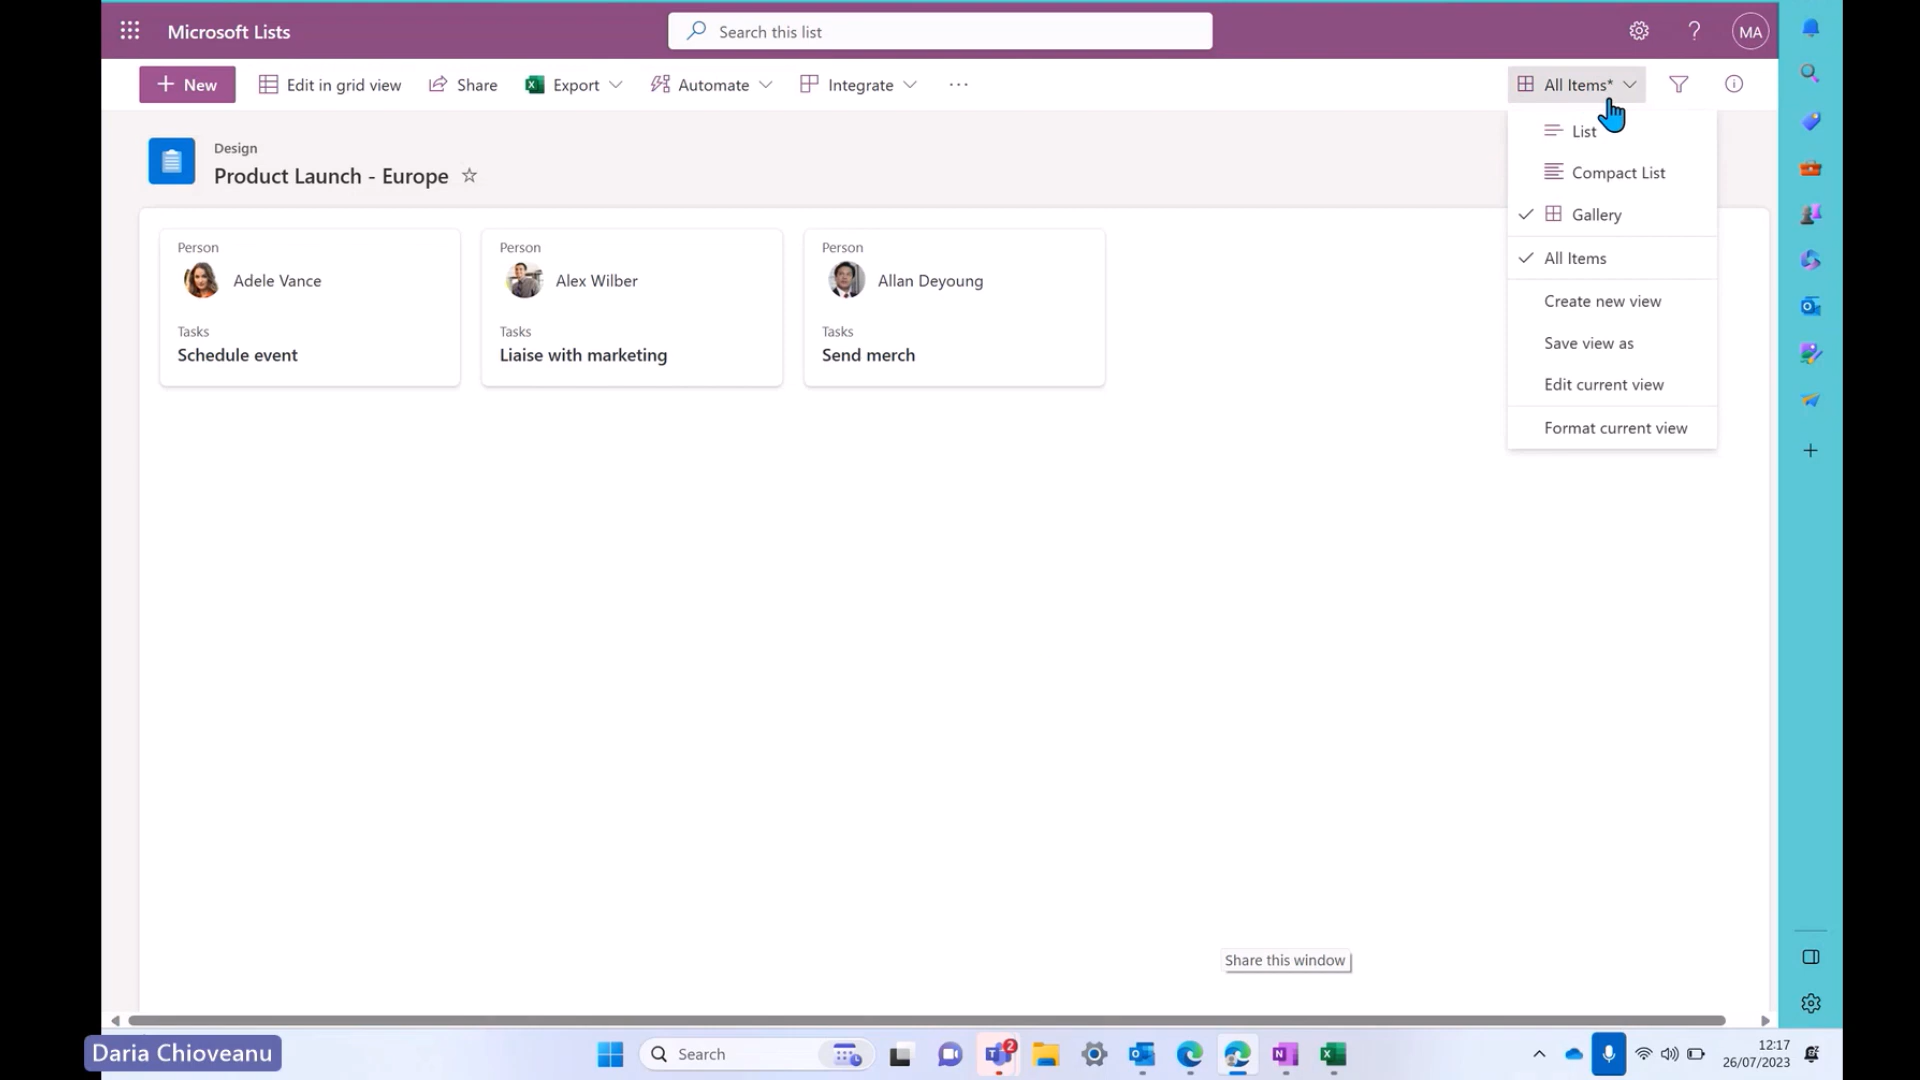 Microsoft Lists
Search this list
MA
New
Edit in grid view
Share
Export
Automate
Integrate
All Items*
Design
Product Launch - Europe
List
Compact List
Gallery
All Items
Create new view
Save view as
Edit current view
Format current view
Person
Adele Vance
Tasks
Schedule event
Person
Alex Wilber
Tasks
Liaise with marketing
Person
Allan Deyoung
Tasks
Send merch
Share this window
Daria Chioveanu
Search
2
12:17
26/07/2023